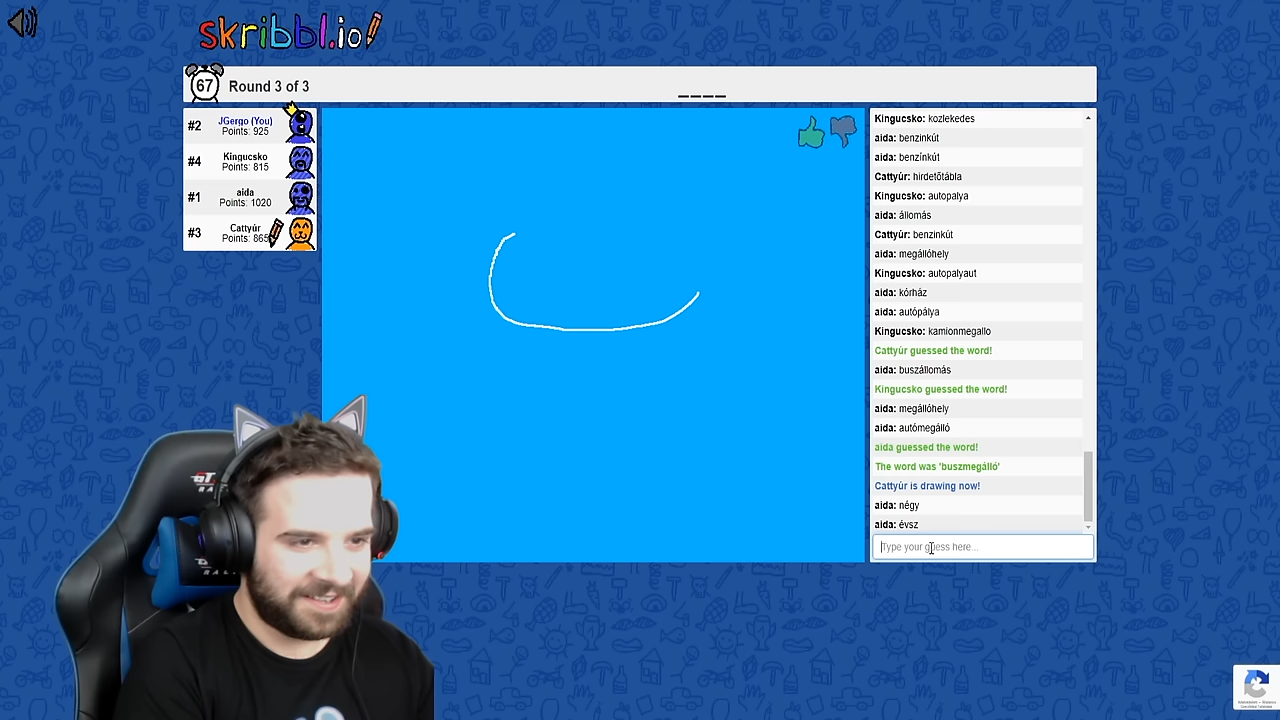 skribbl.io
67
Round 3 of 3
_ _ _ _
#2
JGergo (You)
Points: 925
#4
Kingucsko
Points: 815
#1
aida
Points: 1020
#3
Cattyúr
Points: 865
Kingucsko: kozlekedes
aida: benzinkút
aida: benzínkút
Cattyúr: hirdetőtábla
Kingucsko: autopalya
aida: állomás
Cattyúr: benzinkút
aida: megállóhely
Kingucsko: autopalyaut
aida: kórház
aida: autópálya
Kingucsko: kamionmegallo
Cattyúr guessed the word!
aida: buszállomás
Kingucsko guessed the word!
aida: megállóhely
aida: autómegálló
aida guessed the word!
The word was 'buszmegálló'
Cattyúr is drawing now!
aida: négy
aida: évsz
Type your guess here...